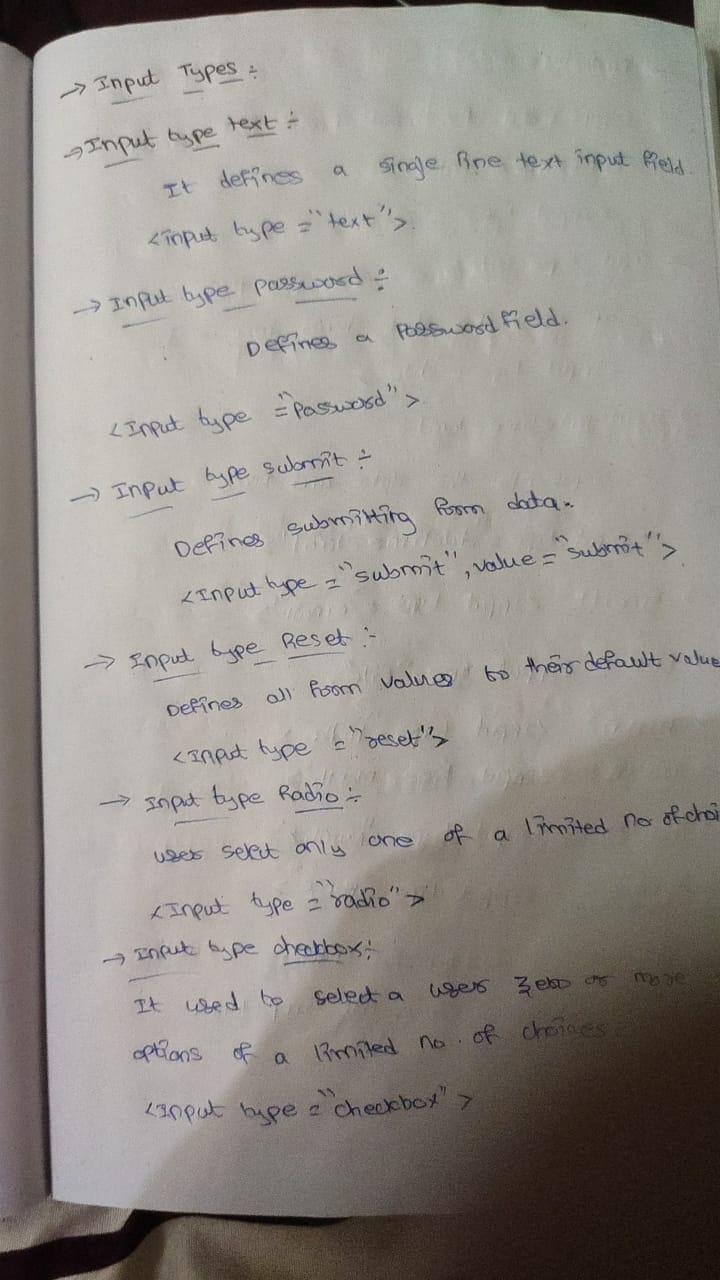 → Input Types ÷
→ Input type text ÷
It defines a single line text input field.
<input type ="text">.
→ Input type password ÷
Defines a password field.
<Input type ="password">
→ Input type submit ÷
Defines submitting form data.
<Input type ="submit", value ="submit">
→ Input type Reset :-
Defines all form values to their default value
<Input type ="reset">
→ Input type Radio ÷
user select only one of a limited no of choi
<Input type ="radio">
→ Input type checkbox ÷
It used to select a user zero or more
options of a limited no. of choices
<Input type ="checkbox">